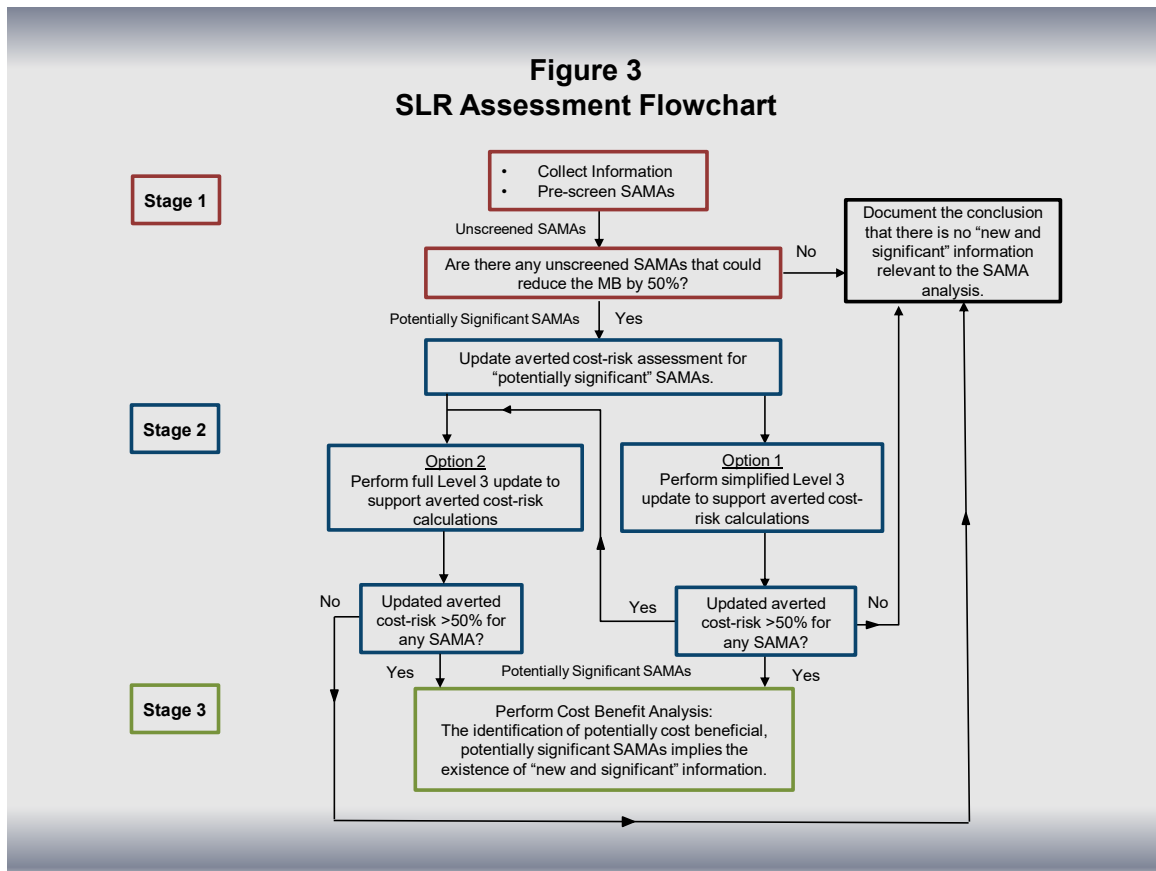 Figure 3
SLR Assessment Flowchart
Stage 1
• Collect Information
• Pre-screen SAMAs
Unscreened SAMAs
Are there any unscreened SAMAs that could
reduce the MB by 50%?
No
Document the conclusion
that there is no “new and
significant” information
relevant to the SAMA
analysis.
Potentially Significant SAMAs
Yes
Update averted cost-risk assessment for
“potentially significant” SAMAs.
Stage 2
Option 2
Perform full Level 3 update to
support averted cost-risk
calculations
Option 1
Perform simplified Level 3
update to support averted cost-
risk calculations
No
Updated averted
cost-risk >50% for
any SAMA?
Yes
Updated averted
cost-risk >50% for
any SAMA?
No
Yes
Potentially Significant SAMAs
Yes
Stage 3
Perform Cost Benefit Analysis:
The identification of potentially cost beneficial,
potentially significant SAMAs implies the
existence of “new and significant” information.